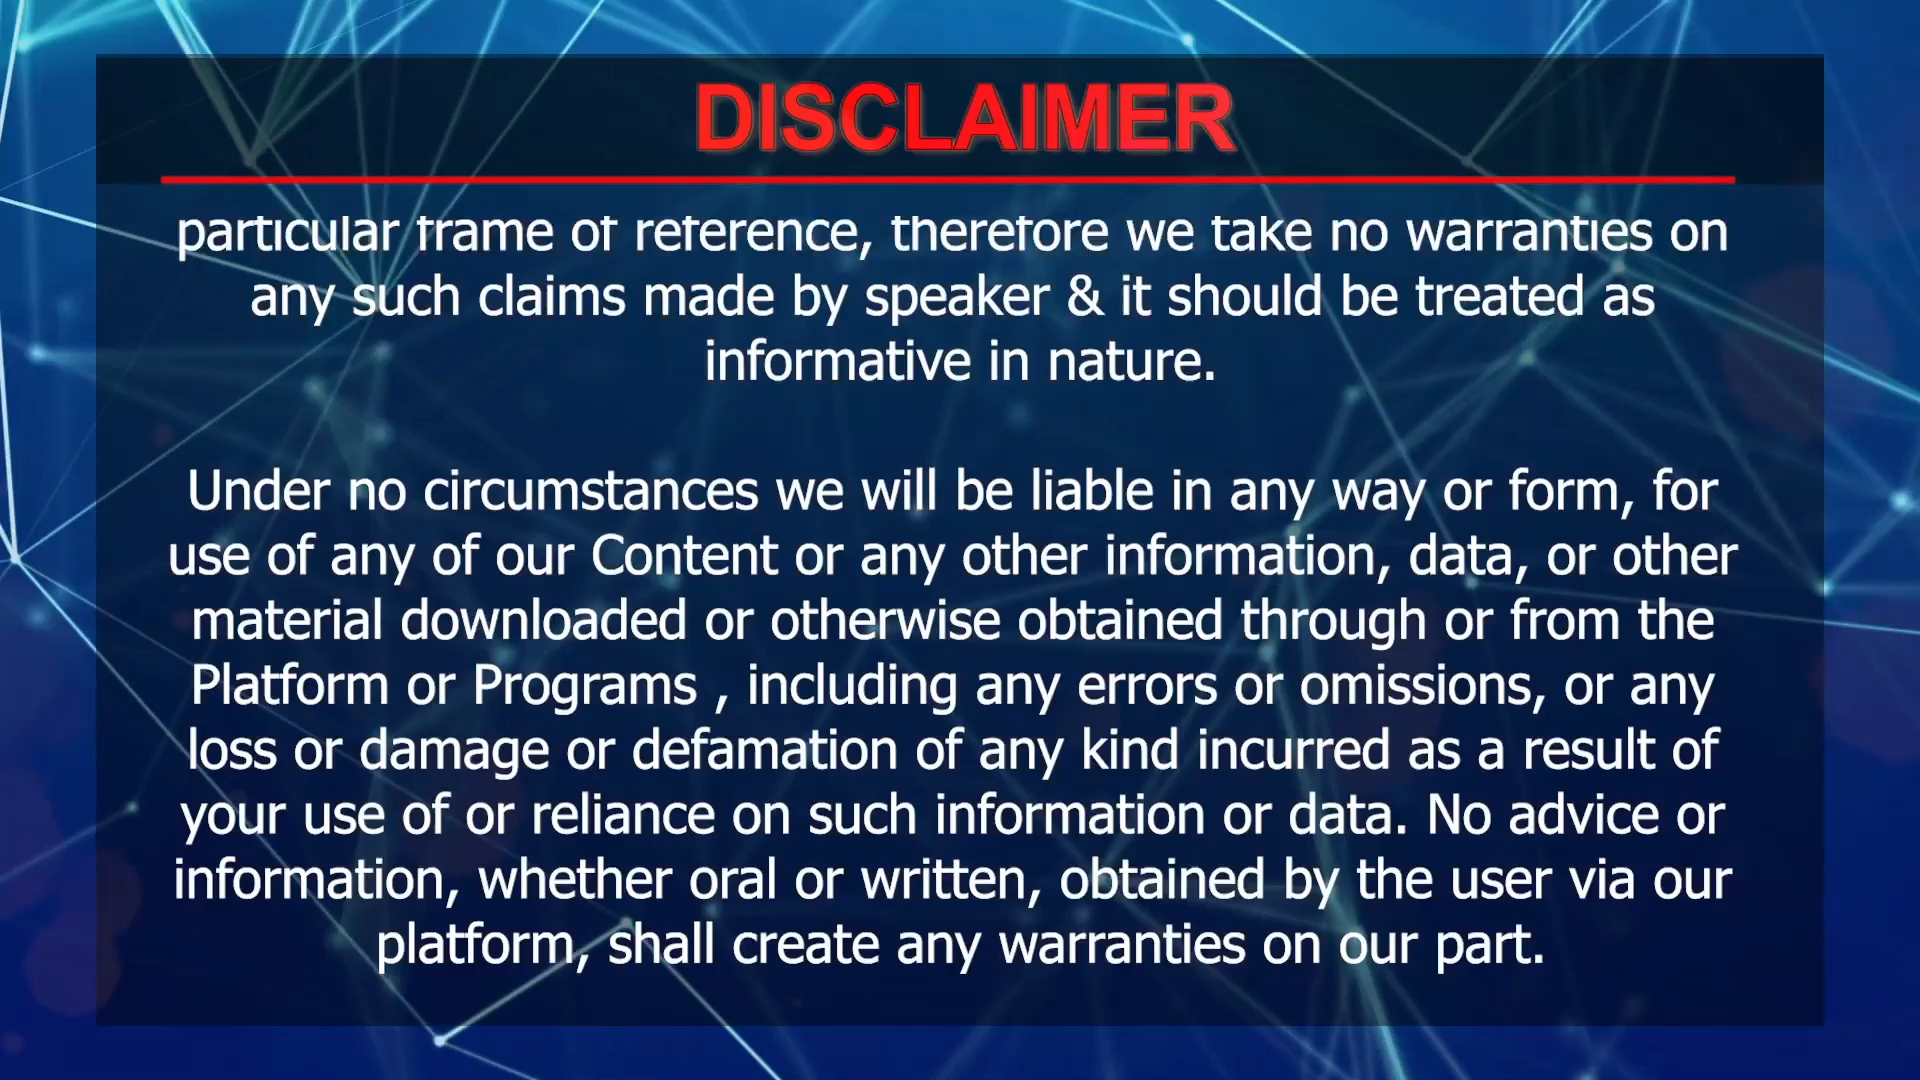 DISCLAIMER
particular frame of reference, therefore we take no warranties on
any such claims made by speaker & it should be treated as
informative in nature.
Under no circumstances we will be liable in any way or form, for
use of any of our Content or any other information, data, or other
material downloaded or otherwise obtained through or from the
Platform or Programs , including any errors or omissions, or any
loss or damage or defamation of any kind incurred as a result of
your use of or reliance on such information or data. No advice or
information, whether oral or written, obtained by the user via our
platform, shall create any warranties on our part.